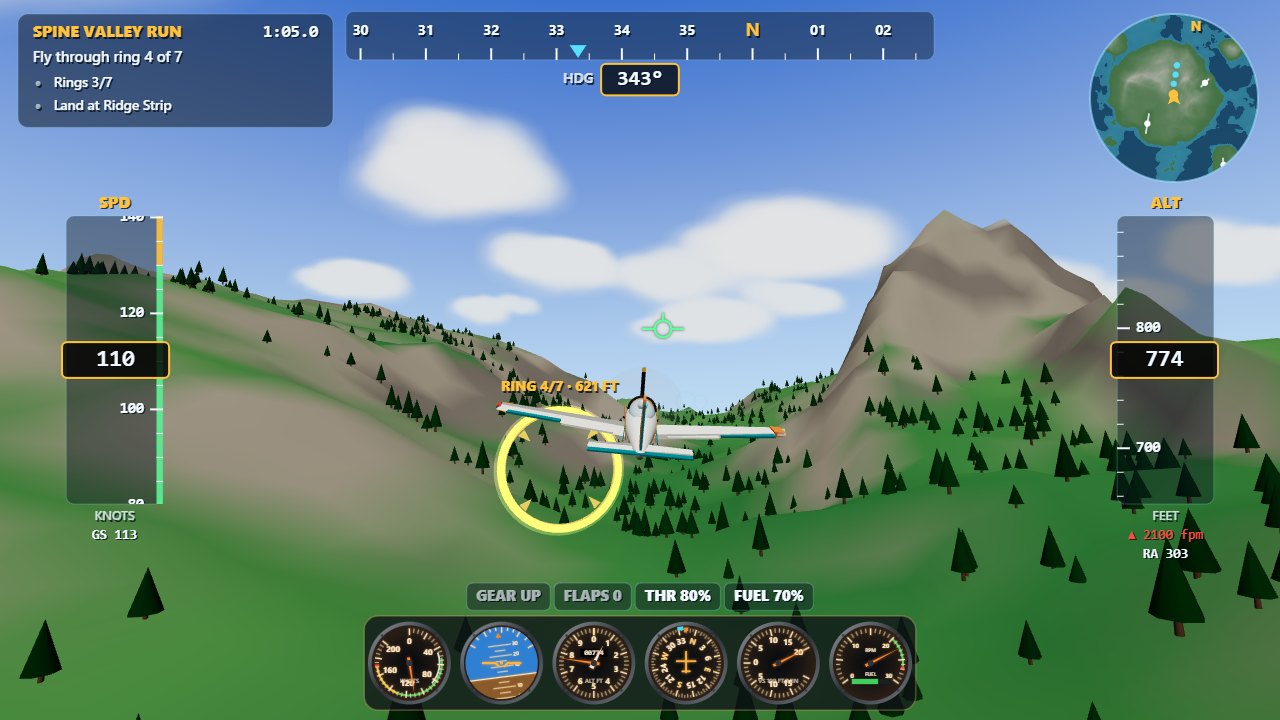 SPINE VALLEY RUN 1:05.0
Fly through ring 4 of 7
• Rings 3/7
• Land at Ridge Strip
30 31 32 33 34 35 N 01 02
HDG 343°
N
SPD
140
120
110
100
80
KNOTS
GS 113
ALT
800
774
700
FEET
▲ 2100 fpm
RA 303
RING 4/7 · 621 FT
GEAR UP FLAPS 0 THR 80% FUEL 70%